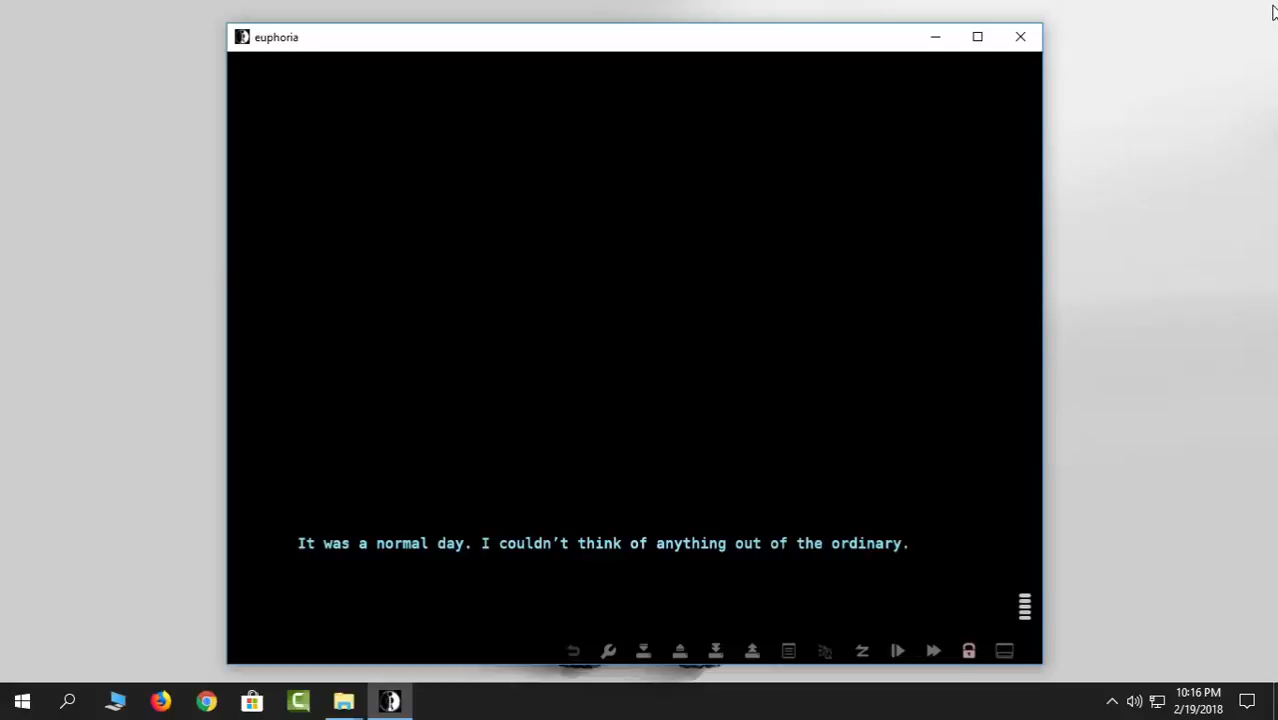 euphoria
It was a normal day. I couldn't think of anything out of the ordinary.
10:16 PM
2/19/2018